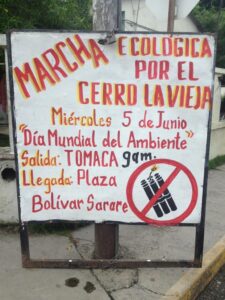 MARCHA ECOLÓGICA
POR EL
CERRO LA VIEJA
Miércoles 5 de Junio
"Día Mundial del Ambiente"
Salida: TOMACA 9am.
Llegada: Plaza
Bolívar Sarare